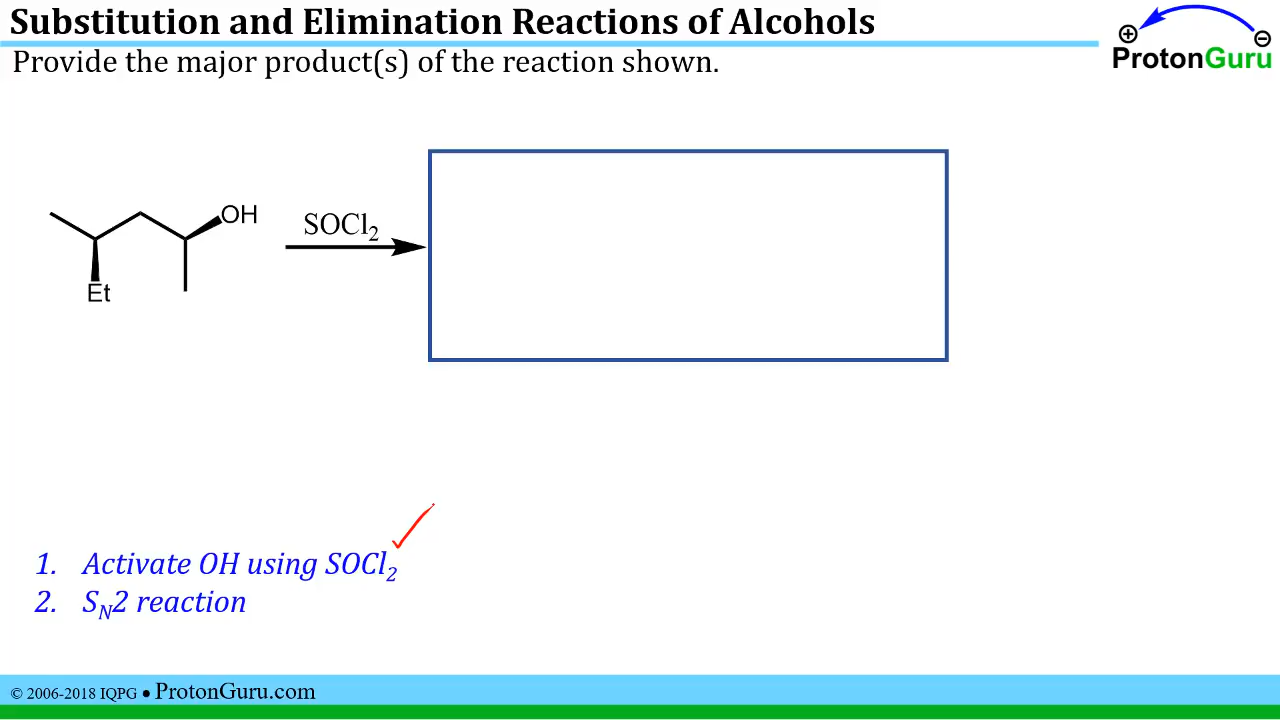 Substitution and Elimination Reactions of Alcohols
Provide the major product(s) of the reaction shown.
⊕ ⊖
ProtonGuru
OH
SOCl₂
Et
1. Activate OH using SOCl₂
2. Sₙ2 reaction
© 2006-2018 IQPG ● ProtonGuru.com